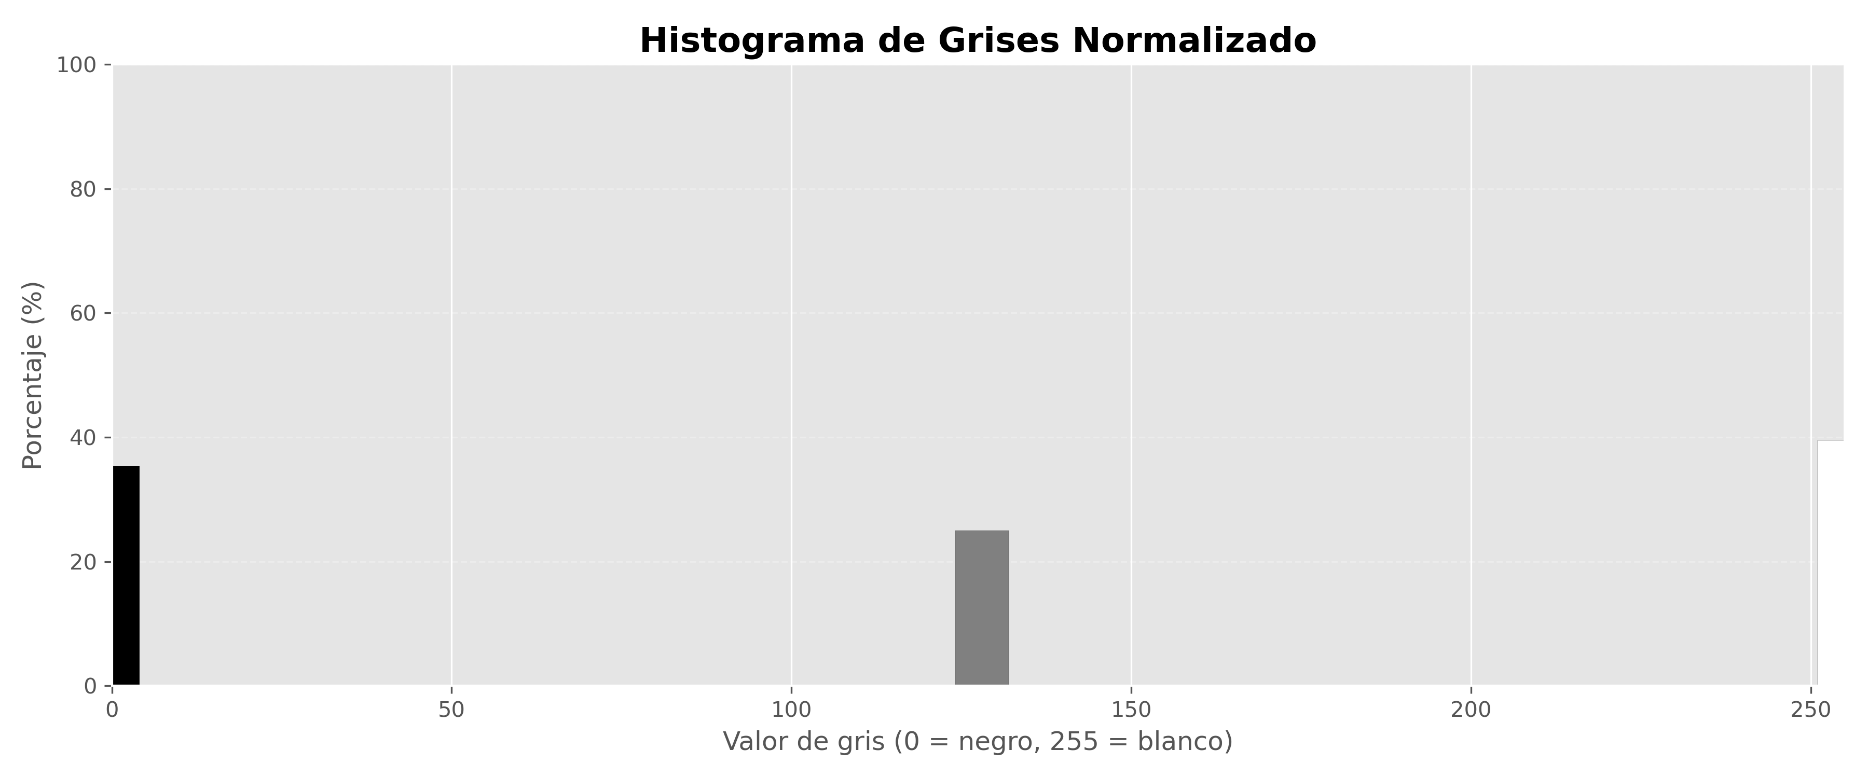 Histograma de Grises Normalizado
100
80
60
40
20
0
Porcentaje (%)
0 50 100 150 200 250
Valor de gris (0 = negro, 255 = blanco)